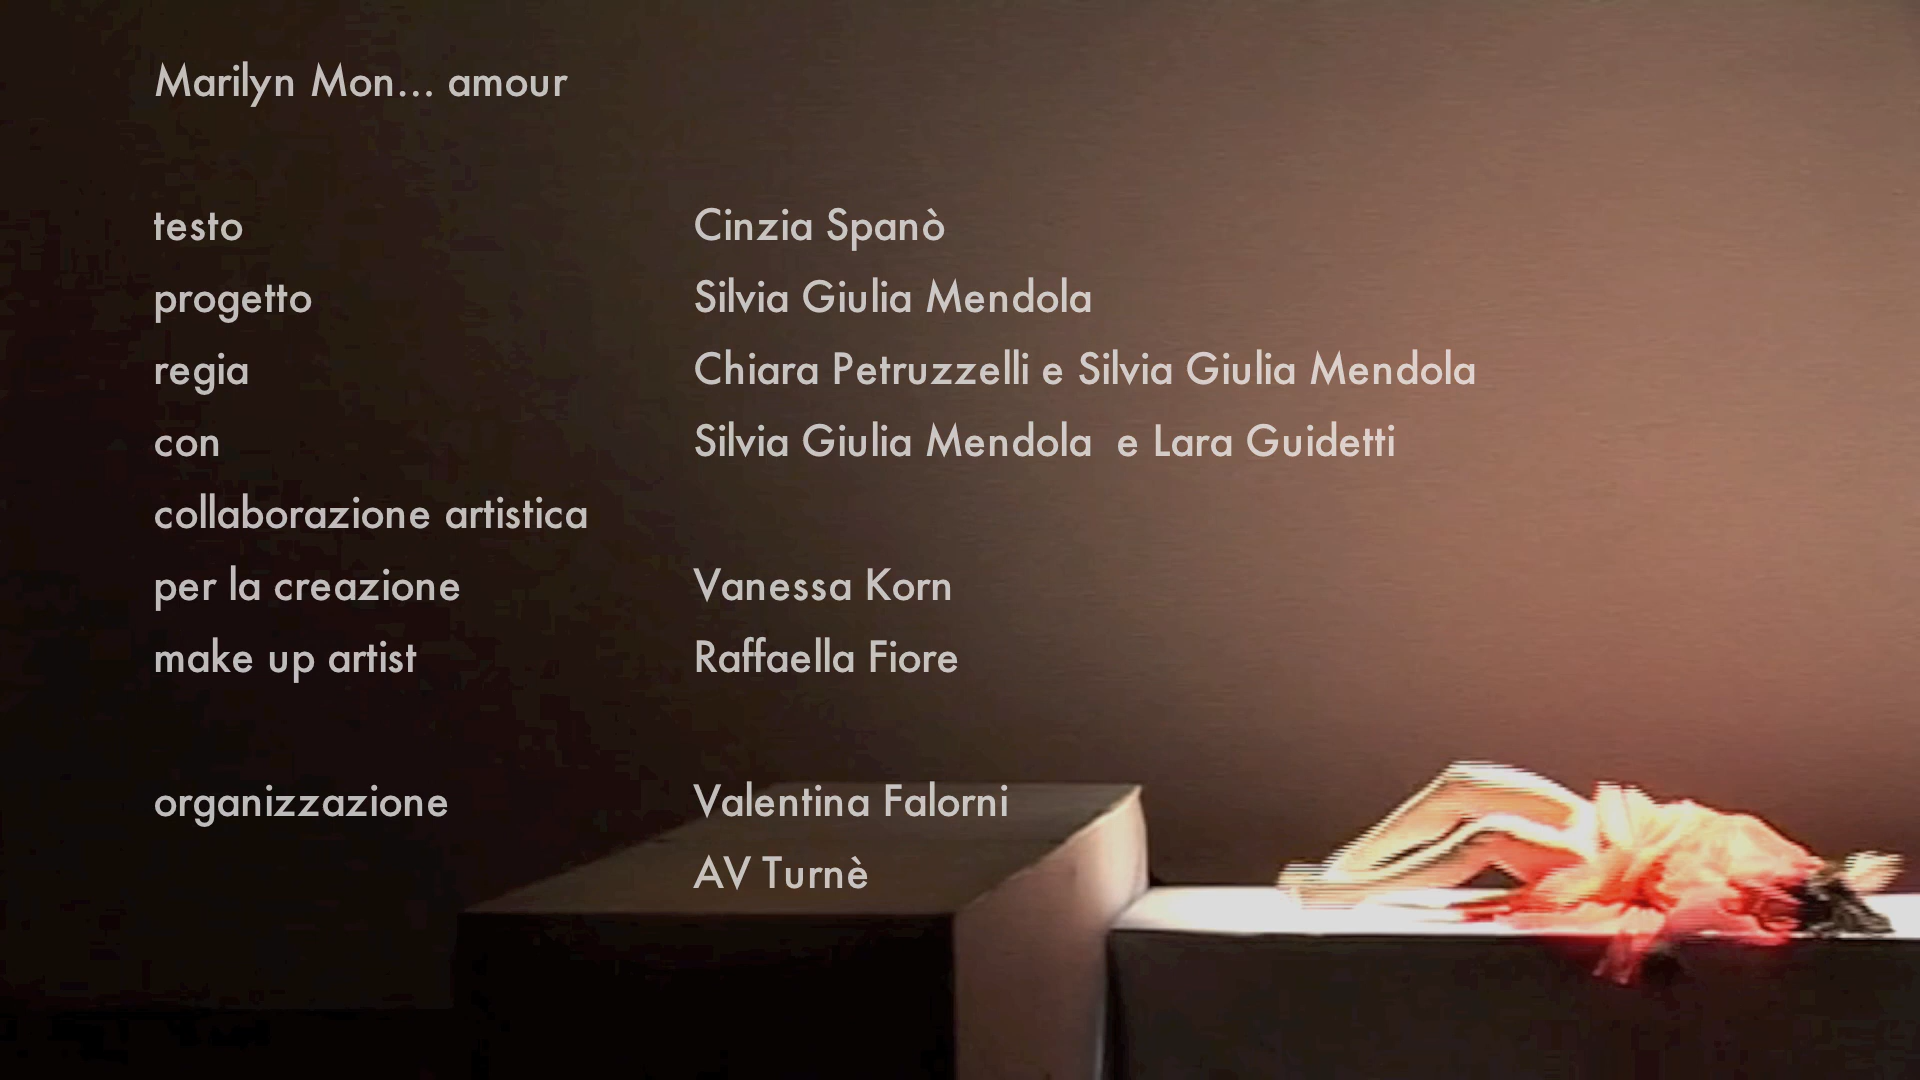 Marilyn Mon... amour
testo Cinzia Spanò
progetto Silvia Giulia Mendola
regia Chiara Petruzzelli e Silvia Giulia Mendola
con Silvia Giulia Mendola e Lara Guidetti
collaborazione artistica
per la creazione Vanessa Korn
make up artist Raffaella Fiore
organizzazione Valentina Falorni
AV Turnè